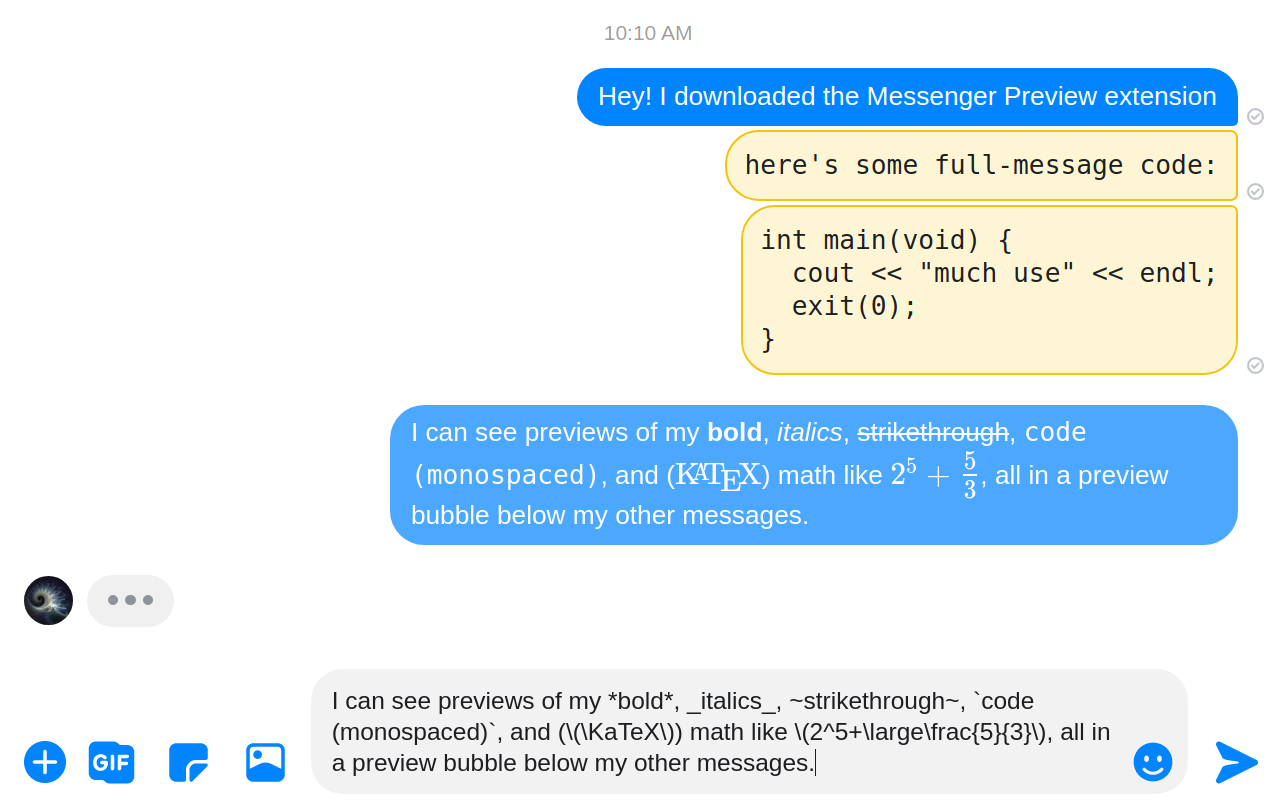 10:10 AM
Hey! I downloaded the Messenger Preview extension
here's some full-message code:
int main(void) {
  cout << "much use" << endl;
  exit(0);
}
I can see previews of my bold, italics, strikethrough, code
(monospaced), and (KaTeX) math like 2^5 + 5/3, all in a preview
bubble below my other messages.
I can see previews of my *bold*, _italics_, ~strikethrough~, `code
(monospaced)`, and (\(\KaTeX\)) math like \(2^5+\large\frac{5}{3}\), all in
a preview bubble below my other messages.
GIF